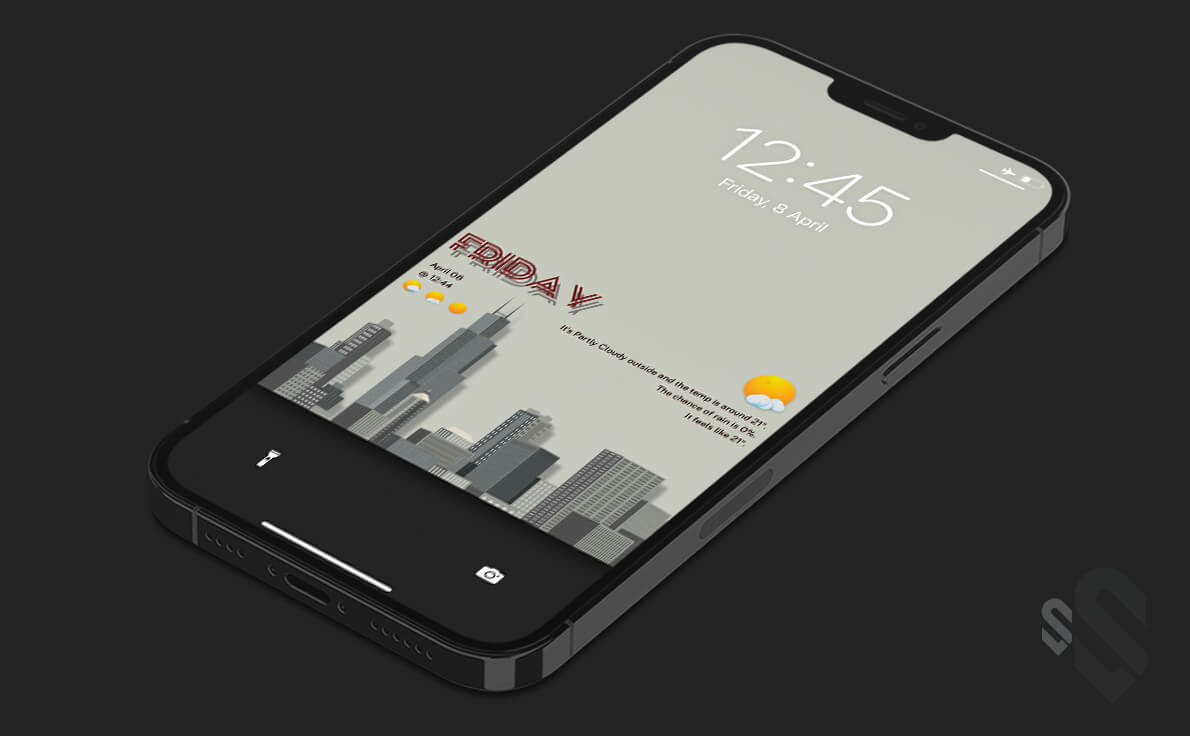 12:45
Friday, 8 April
FRIDAY
April 08
@ 12:44
It's Partly Cloudy outside and the temp is around 21°.
The chance of rain is 0%.
It feels like 21°.